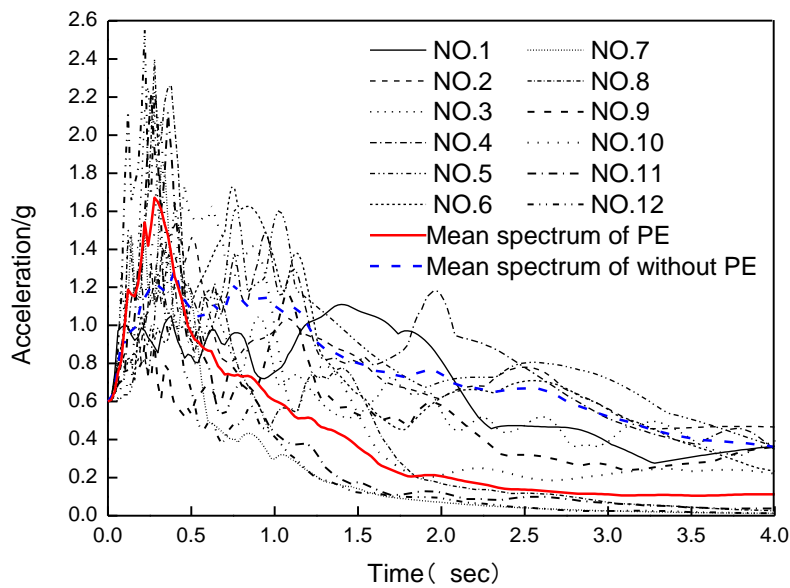 2.6
2.4
2.2
2.0
1.8
1.6
1.4
1.2
1.0
0.8
0.6
0.4
0.2
0.0
Acceleration/g
NO.1
NO.2
NO.3
NO.4
NO.5
NO.6
NO.7
NO.8
NO.9
NO.10
NO.11
NO.12
Mean spectrum of PE
Mean spectrum of without PE
0.0 0.5 1.0 1.5 2.0 2.5 3.0 3.5 4.0
Time( sec)